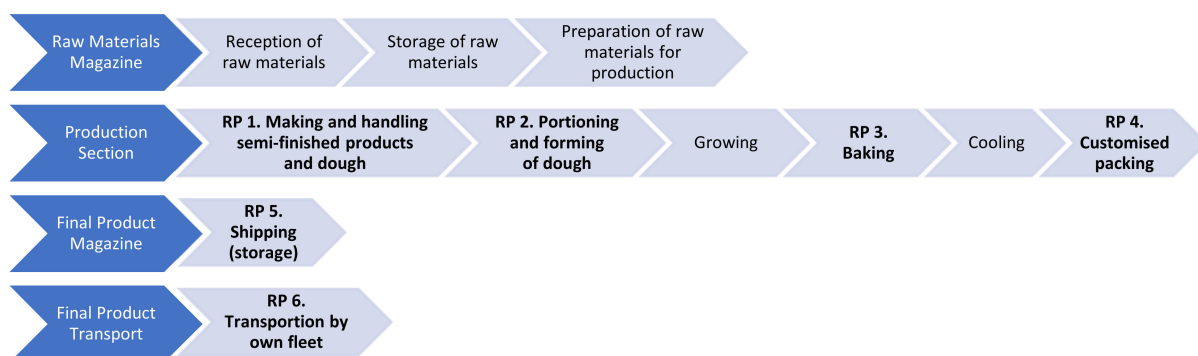 Raw Materials
Magazine
Reception of
raw materials
Storage of raw
materials
Preparation of raw
materials for
production
Production
Section
RP 1. Making and handling
semi-finished products
and dough
RP 2. Portioning
and forming
of dough
Growing
RP 3.
Baking
Cooling
RP 4.
Customised
packing
Final Product
Magazine
RP 5.
Shipping
(storage)
Final Product
Transport
RP 6.
Transportion by
own fleet